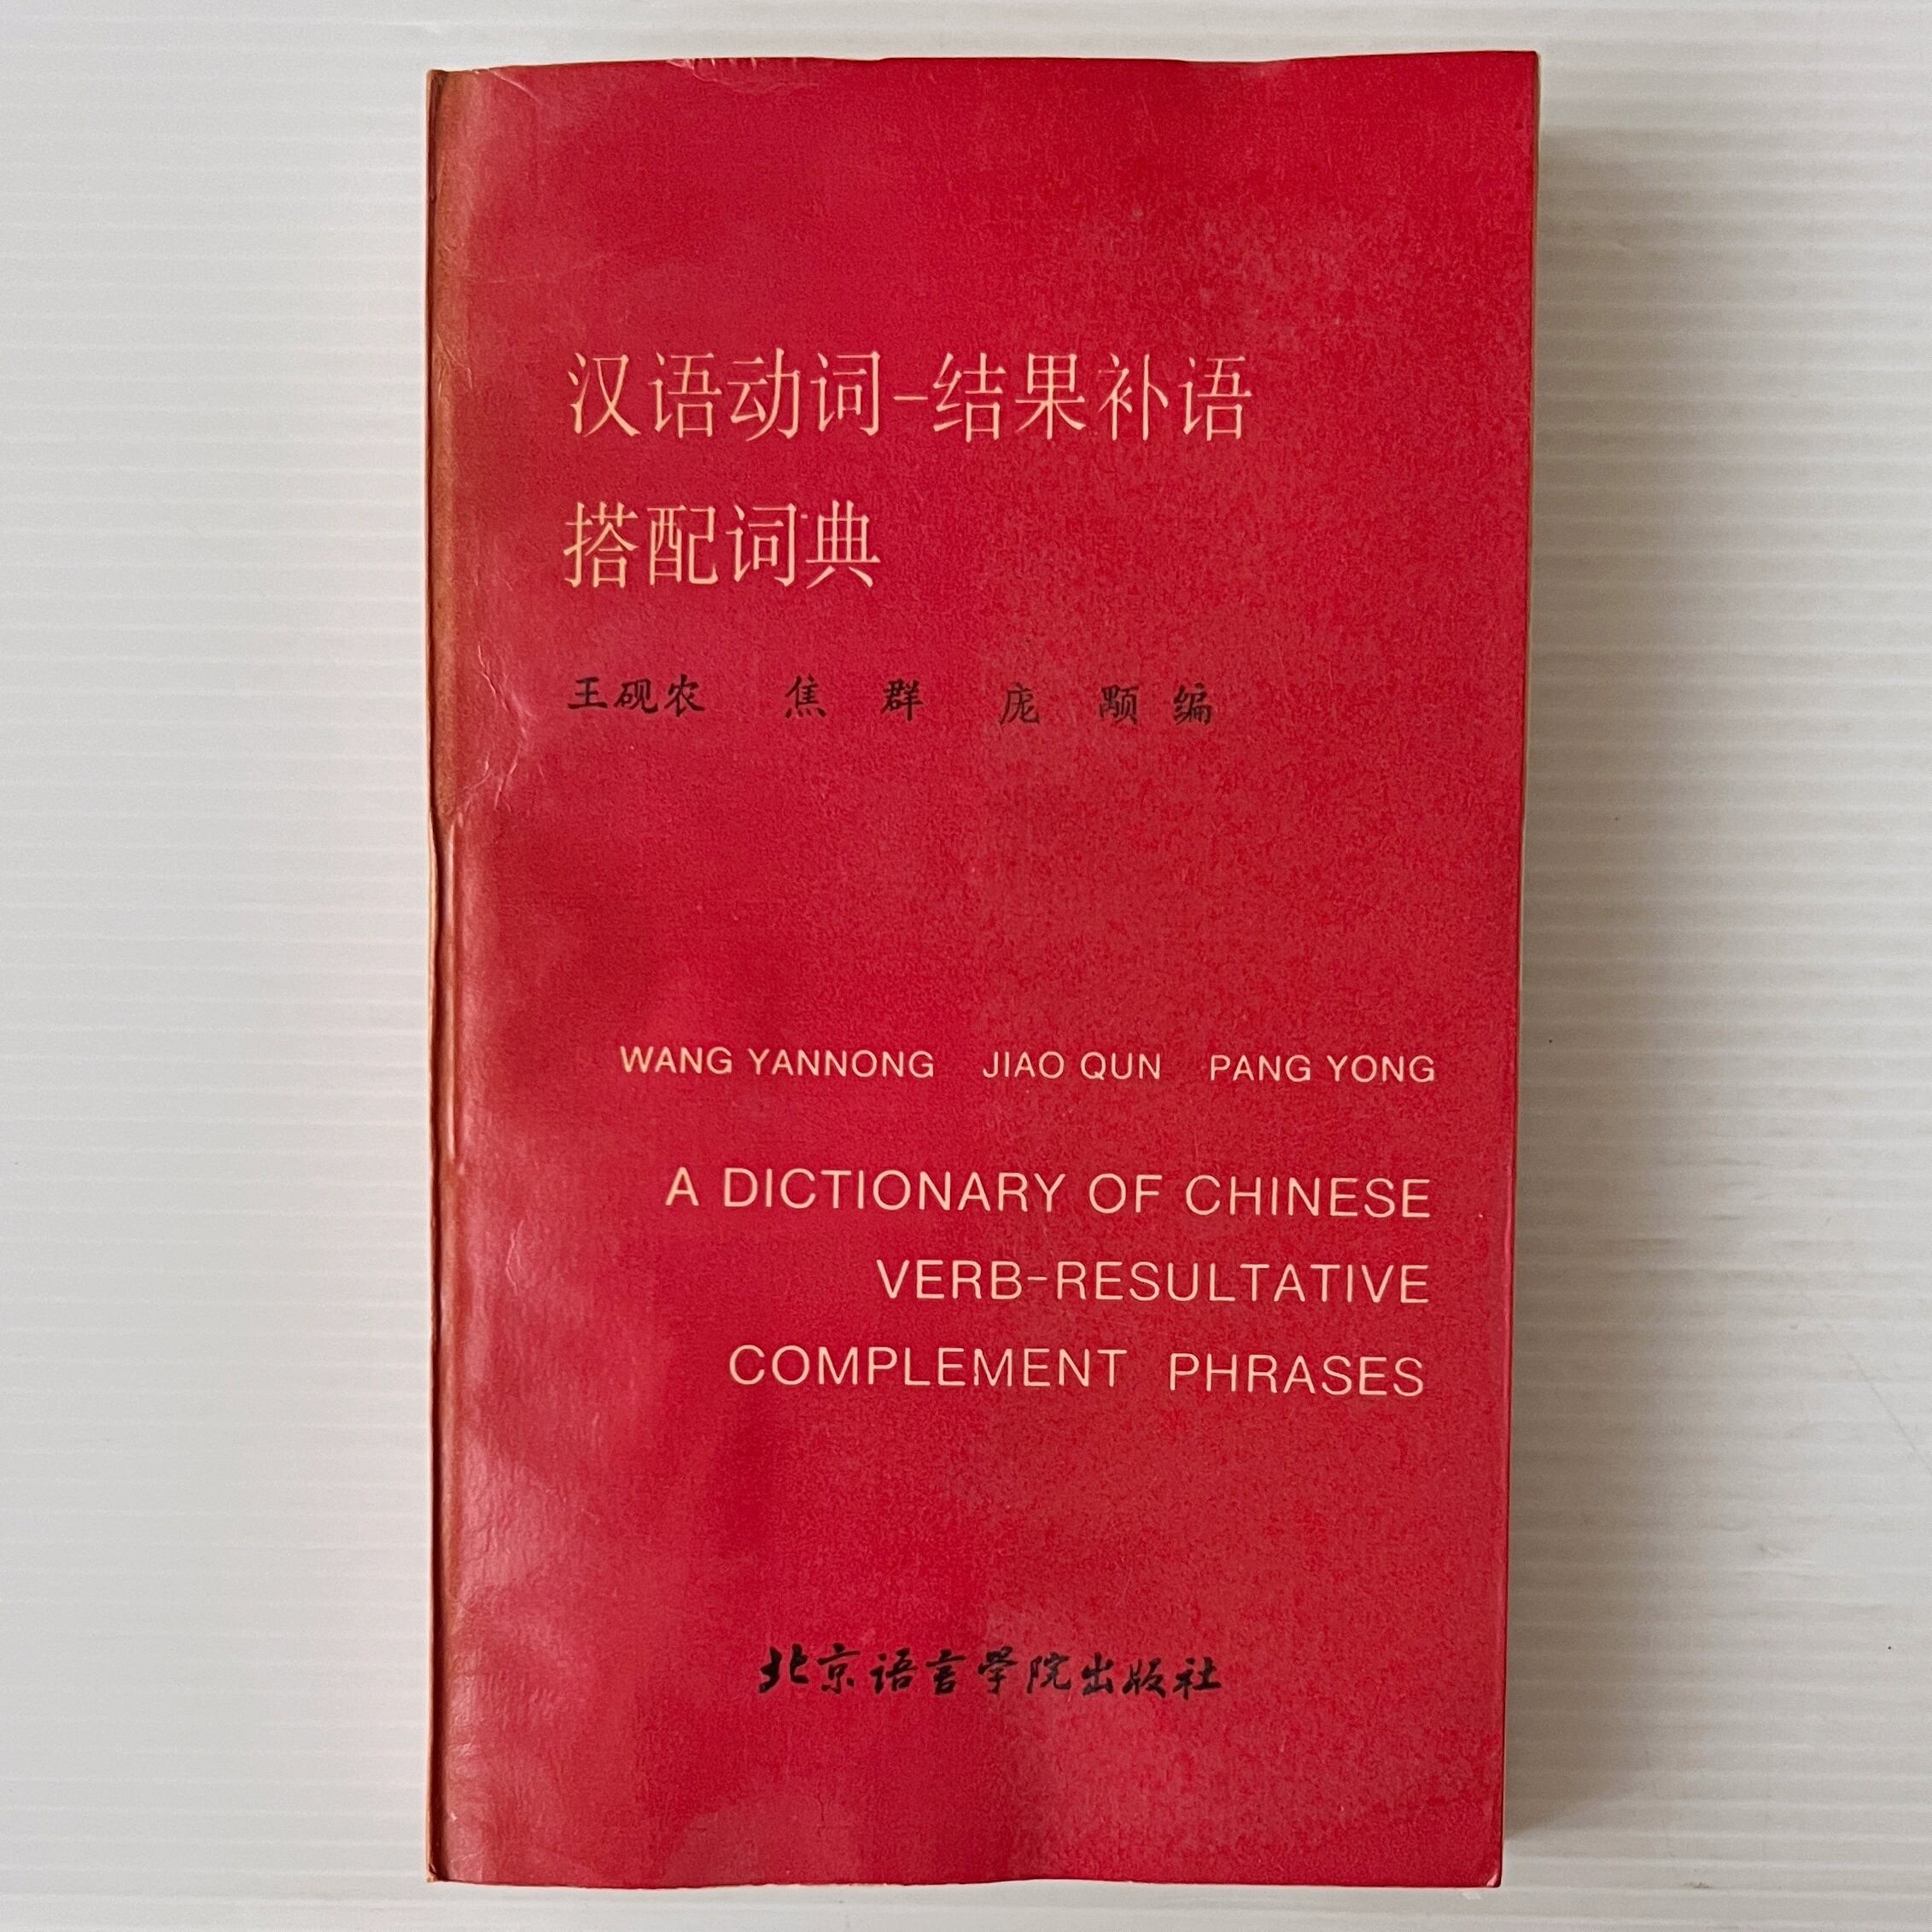 汉语动词-结果补语
搭配词典
王砚农 焦群 庞颙 编
WANG YANNONG JIAO QUN PANG YONG
A DICTIONARY OF CHINESE
VERB-RESULTATIVE
COMPLEMENT PHRASES
北京语言学院出版社